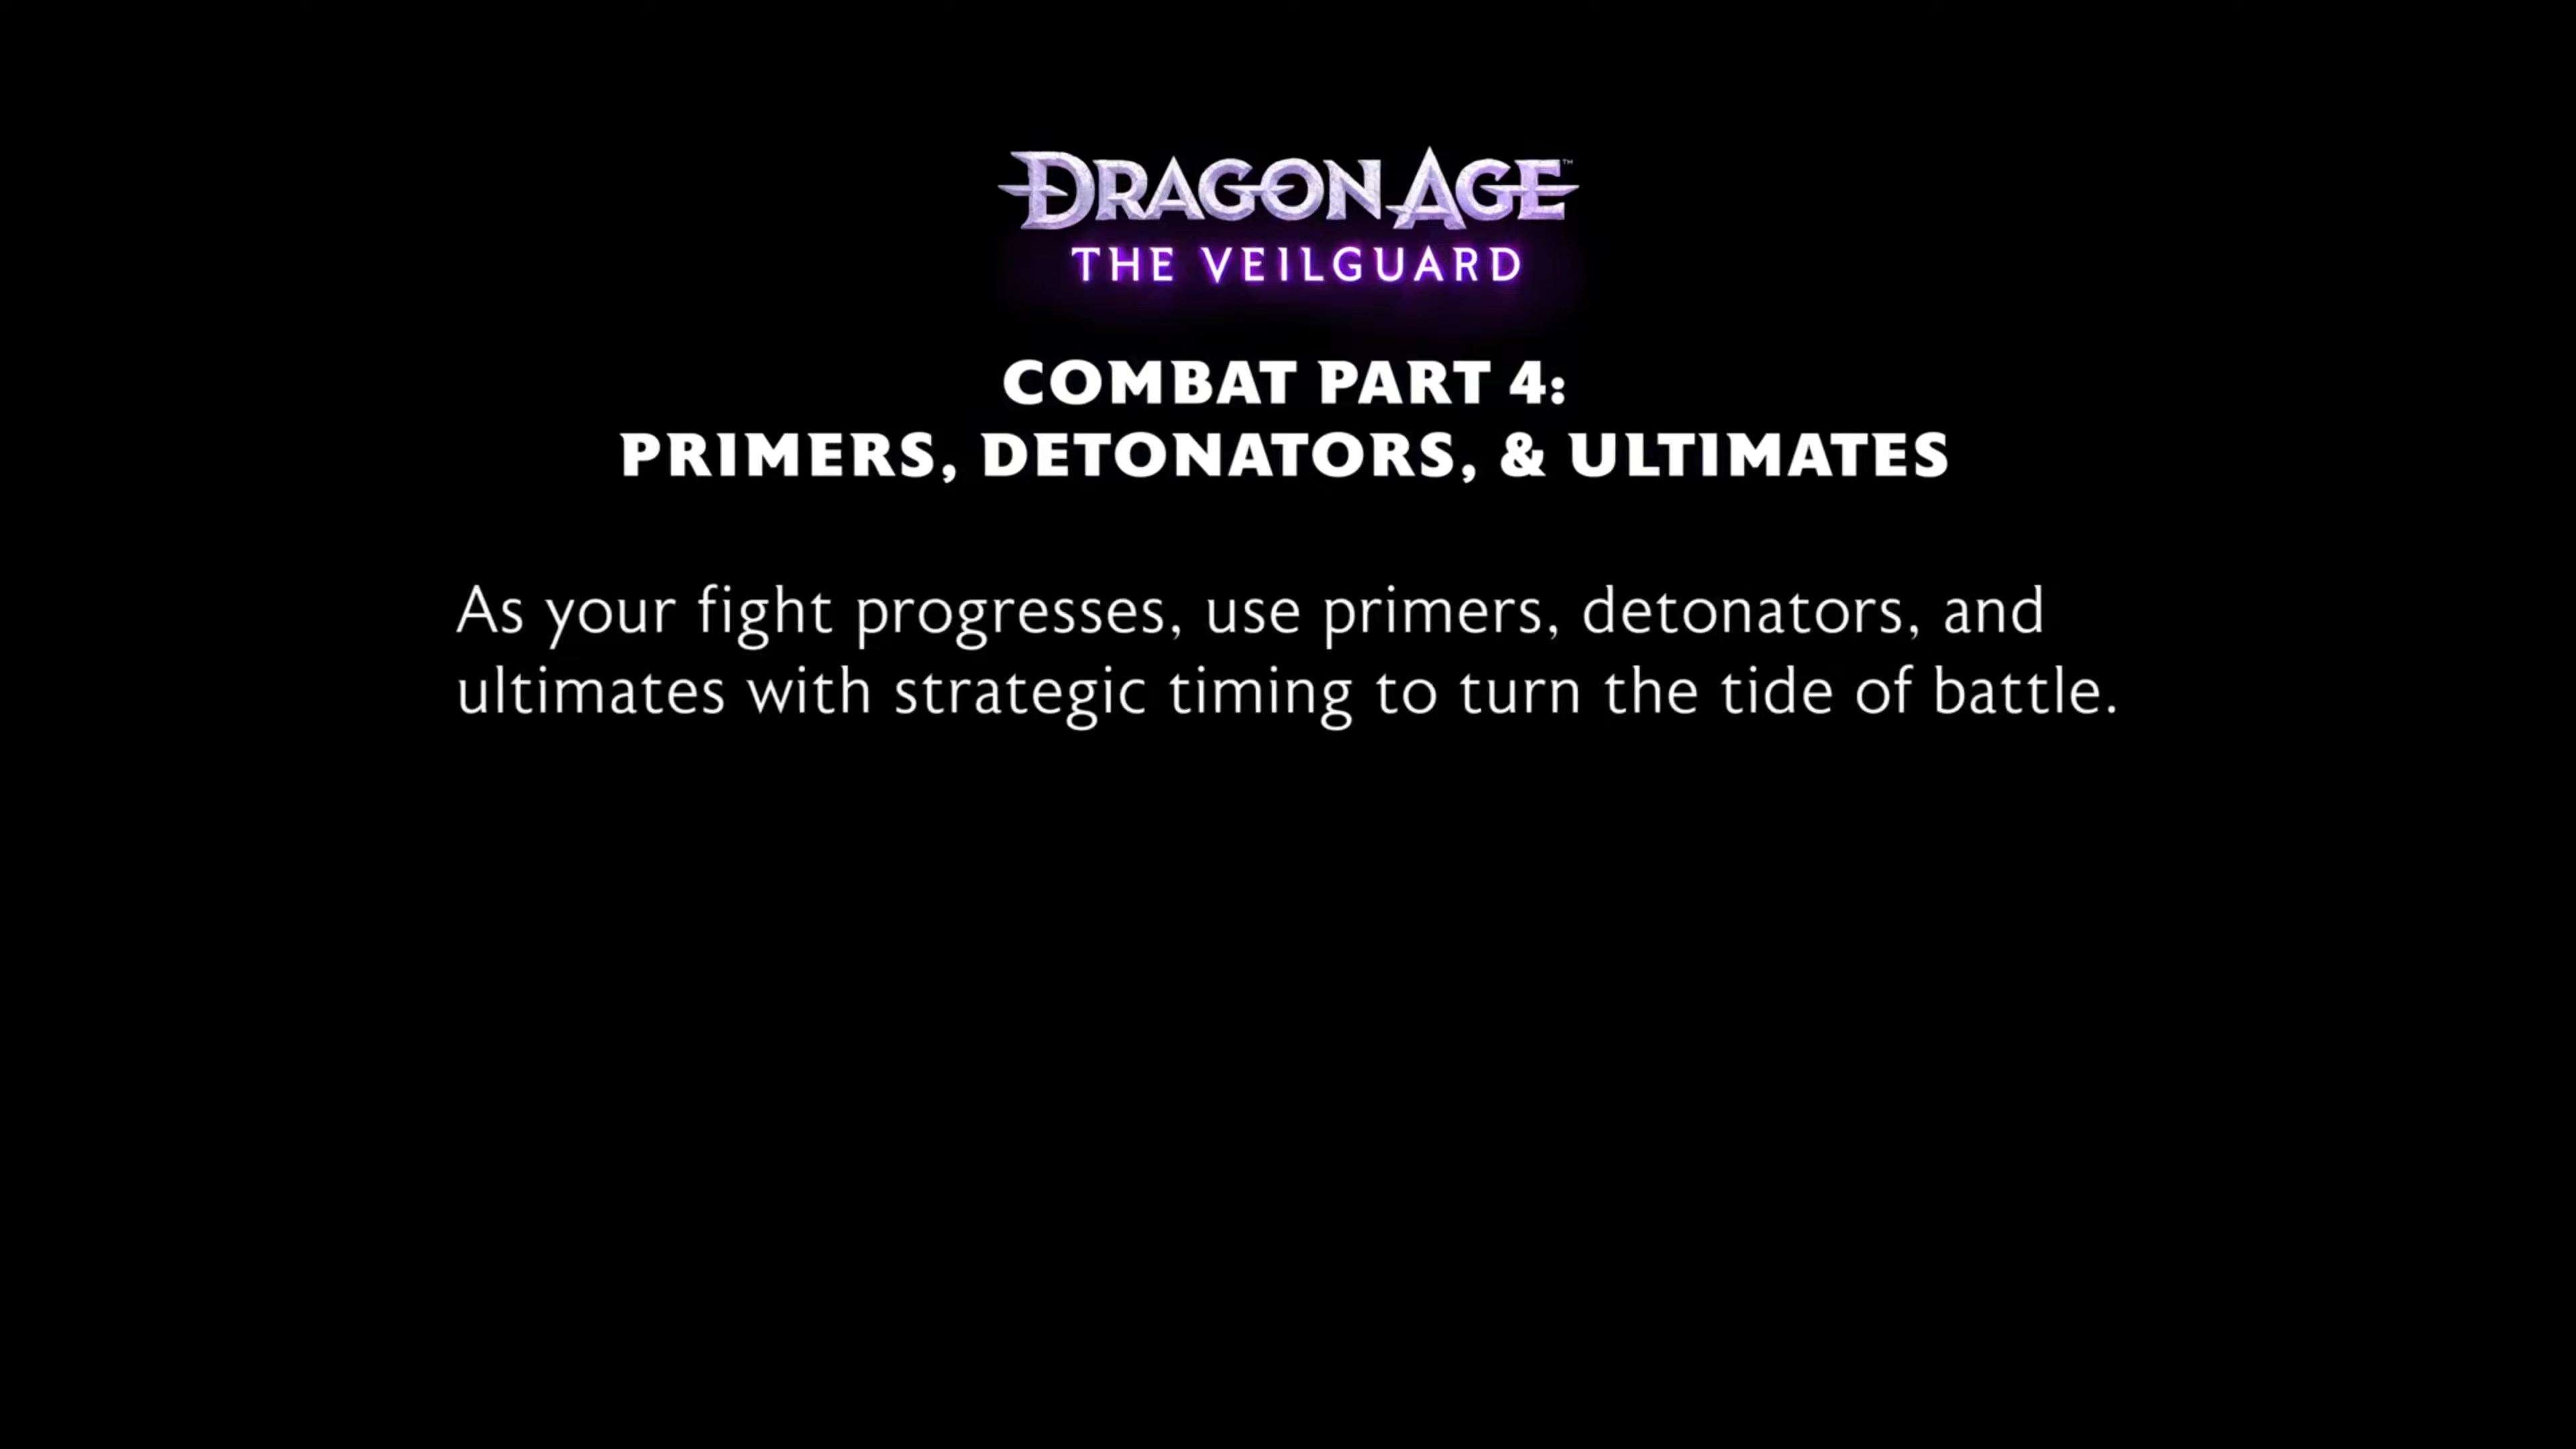 DRAGON AGE™
THE VEILGUARD
COMBAT PART 4:
PRIMERS, DETONATORS, & ULTIMATES
As your fight progresses, use primers, detonators, and
ultimates with strategic timing to turn the tide of battle.